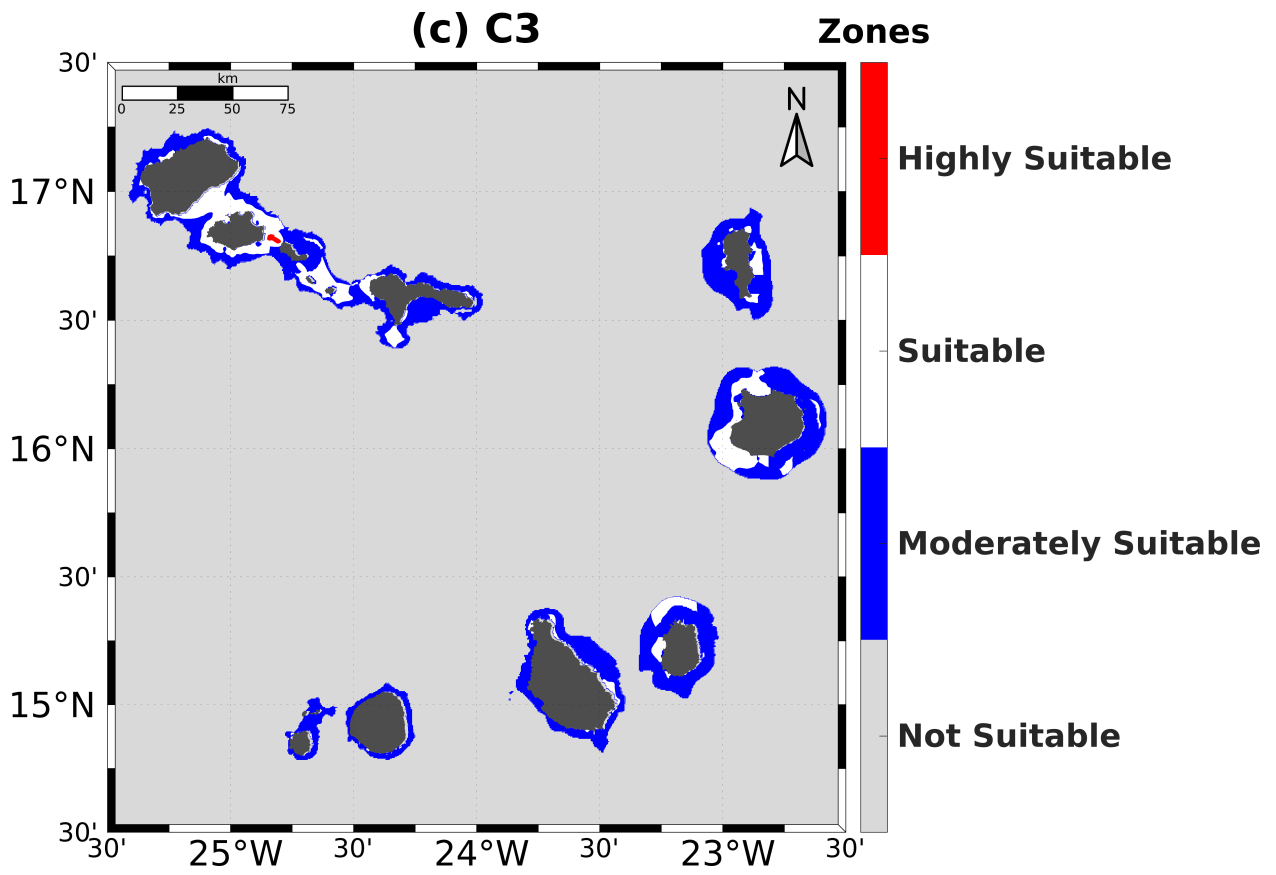 (c) C3
Zones
30'
km
0 25 50 75
N
17°N
30'
16°N
30'
15°N
30'
30' 25°W 30' 24°W 30' 23°W 30'
Highly Suitable
Suitable
Moderately Suitable
Not Suitable